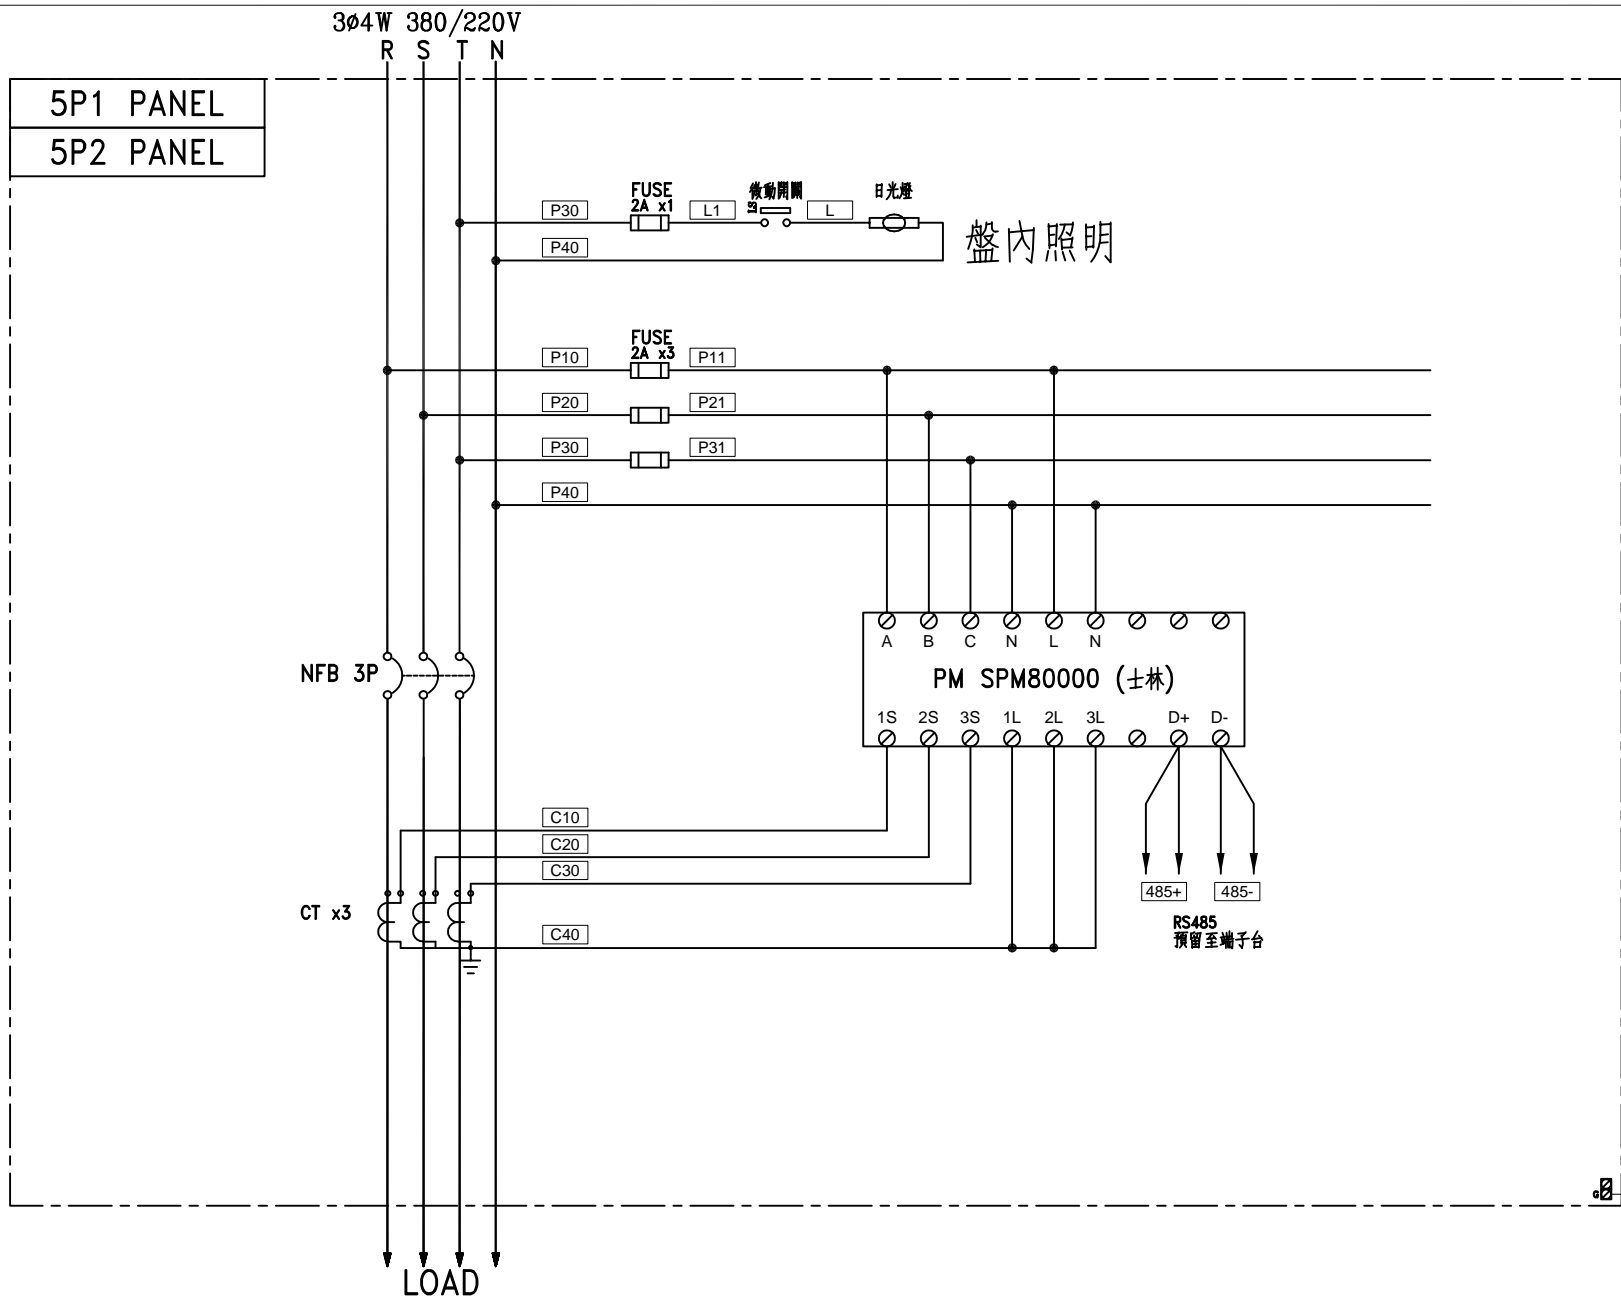 3ø4W 380/220V
R S T N
5P1 PANEL
5P2 PANEL
FUSE
2A x1
微動開關
LS
日光燈
P30
L1
L
P40
盤內照明
FUSE
2A x3
P10
P11
P20
P21
P30
P31
P40
A B C N L N
NFB 3P
PM SPM80000 (士林)
1S 2S 3S 1L 2L 3L D+ D-
C10
C20
C30
485+
485-
CT x3
RS485
預留至端子台
C40
G
LOAD